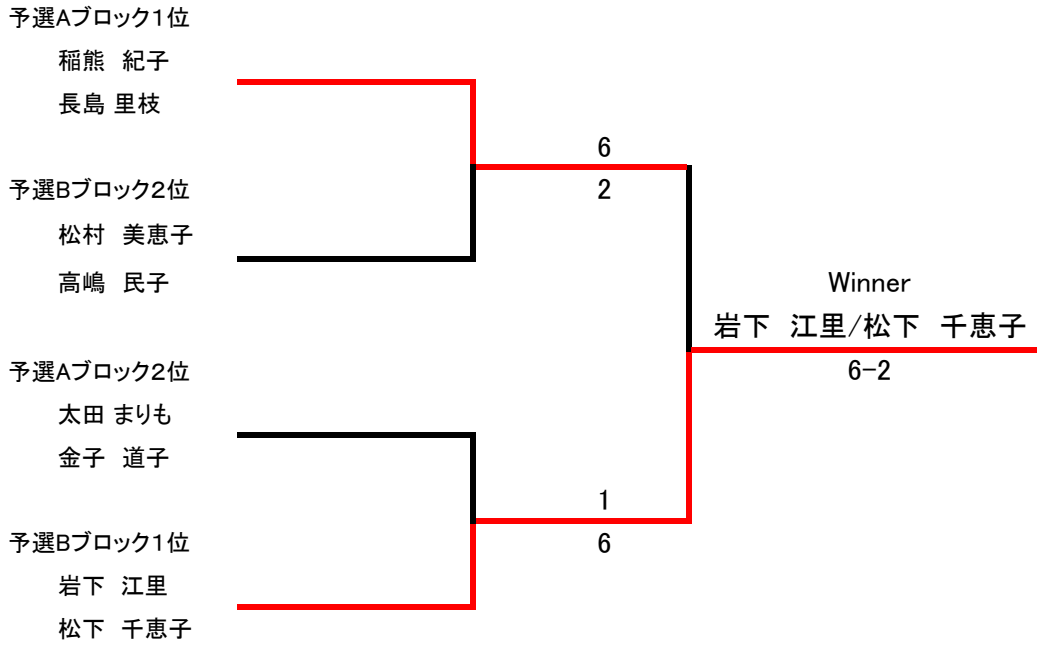 予選Aブロック1位
稲熊　紀子
長島 里枝
6
2
予選Bブロック2位
松村　美恵子
高嶋　民子
Winner
岩下　江里/松下　千恵子
6-2
予選Aブロック2位
太田 まりも
金子　道子
1
6
予選Bブロック1位
岩下　江里
松下　千恵子